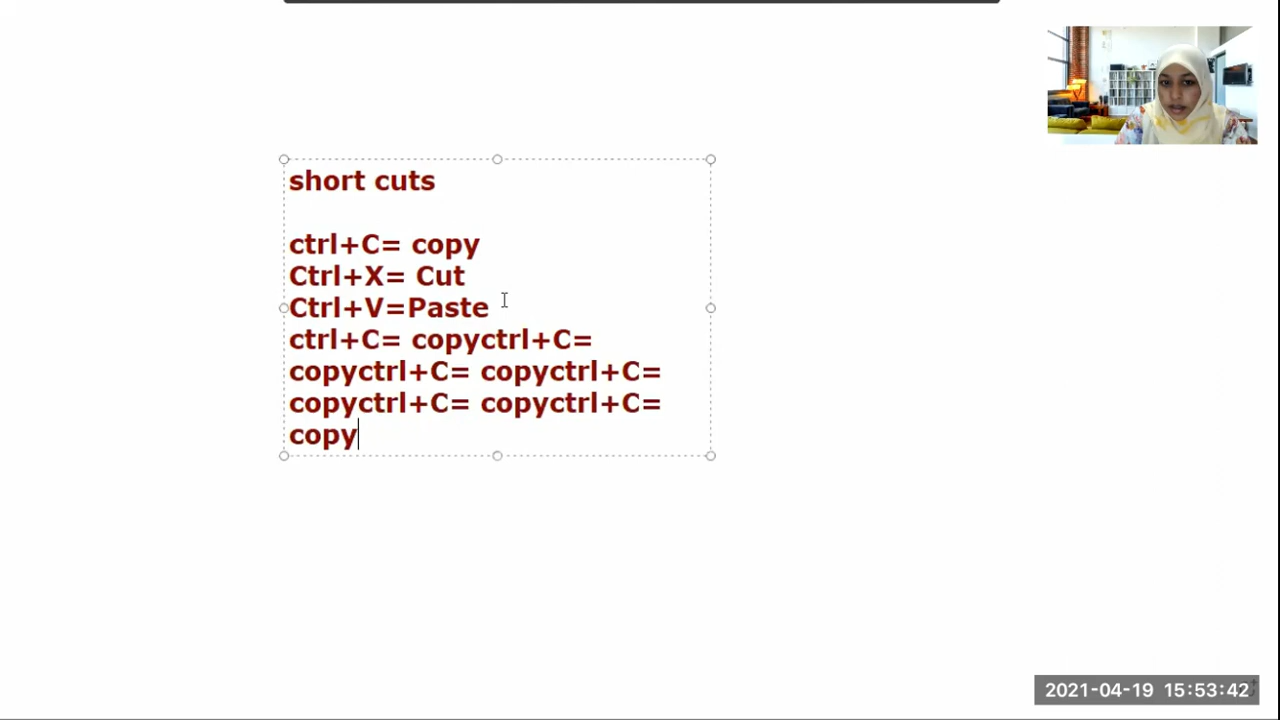 short cuts
ctrl+C= copy
Ctrl+X= Cut
Ctrl+V=Paste
ctrl+C= copyctrl+C=
copyctrl+C= copyctrl+C=
copyctrl+C= copyctrl+C=
copy
2021-04-19 15:53:42